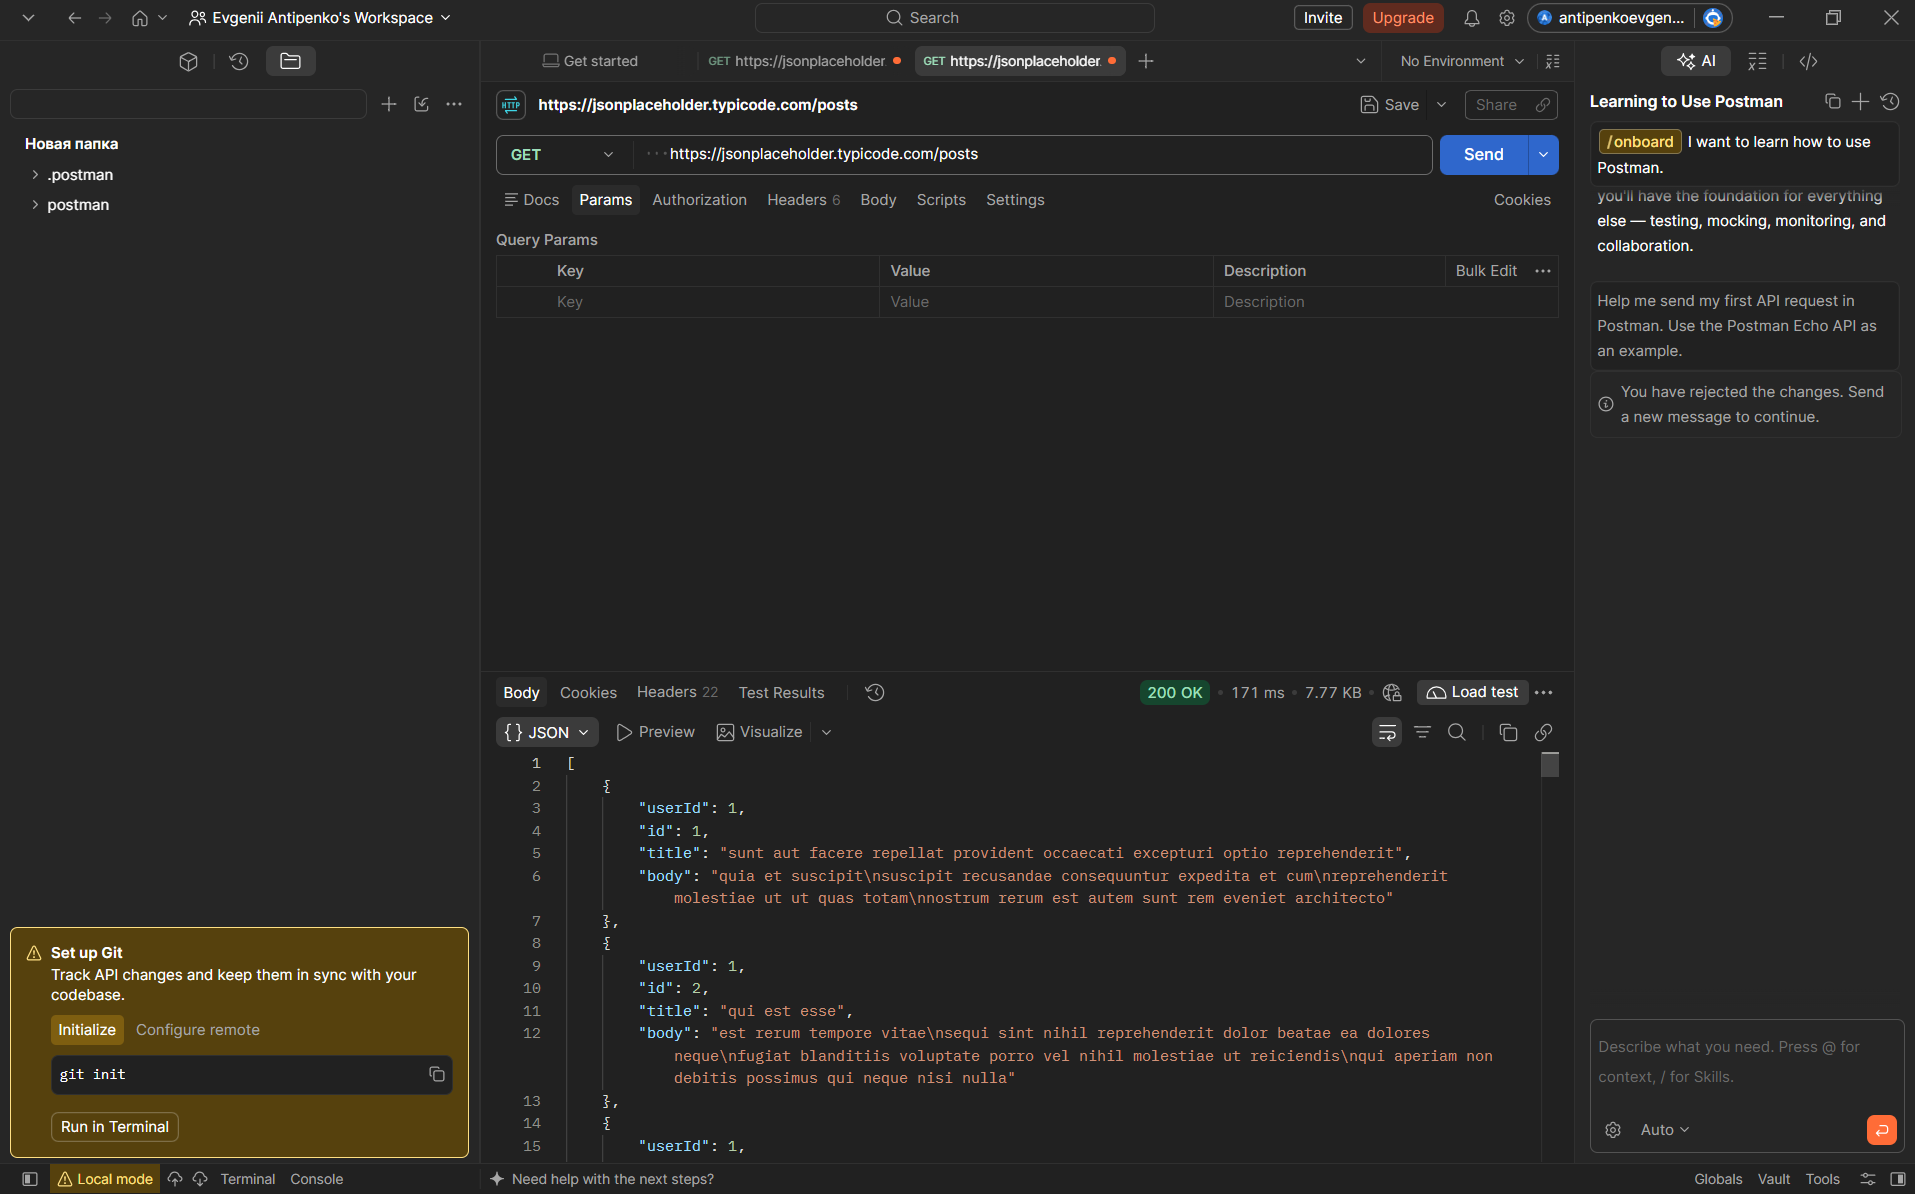 Evgenii Antipenko's Workspace
Search
Invite
Upgrade
antipenkoevgen...
Get started
GET https://jsonplaceholder.
GET https://jsonplaceholder.
No Environment
AI
Новая папка
.postman
postman
HTTP
https://jsonplaceholder.typicode.com/posts
Save
Share
GET
https://jsonplaceholder.typicode.com/posts
Send
Docs
Params
Authorization
Headers 6
Body
Scripts
Settings
Cookies
Query Params
Key Value Description Bulk Edit
Key Value Description
Learning to Use Postman
/onboard I want to learn how to use
Postman.
you'll have the foundation for everything
else — testing, mocking, monitoring, and
collaboration.
Help me send my first API request in
Postman. Use the Postman Echo API as
an example.
You have rejected the changes. Send
a new message to continue.
Body
Cookies
Headers 22
Test Results
200 OK • 171 ms • 7.77 KB
Load test
{} JSON
Preview
Visualize
1 [
2 {
3 "userId": 1,
4 "id": 1,
5 "title": "sunt aut facere repellat provident occaecati excepturi optio reprehenderit",
6 "body": "quia et suscipit\nsuscipit recusandae consequuntur expedita et cum\nreprehenderit
molestiae ut ut quas totam\nnostrum rerum est autem sunt rem eveniet architecto"
7 },
8 {
9 "userId": 1,
10 "id": 2,
11 "title": "qui est esse",
12 "body": "est rerum tempore vitae\nsequi sint nihil reprehenderit dolor beatae ea dolores
neque\nfugiat blanditiis voluptate porro vel nihil molestiae ut reiciendis\nqui aperiam non
debitis possimus qui neque nisi nulla"
13 },
14 {
15 "userId": 1,
Set up Git
Track API changes and keep them in sync with your
codebase.
Initialize
Configure remote
git init
Run in Terminal
Describe what you need. Press @ for
context, / for Skills.
Auto
Local mode
Terminal
Console
Need help with the next steps?
Globals
Vault
Tools